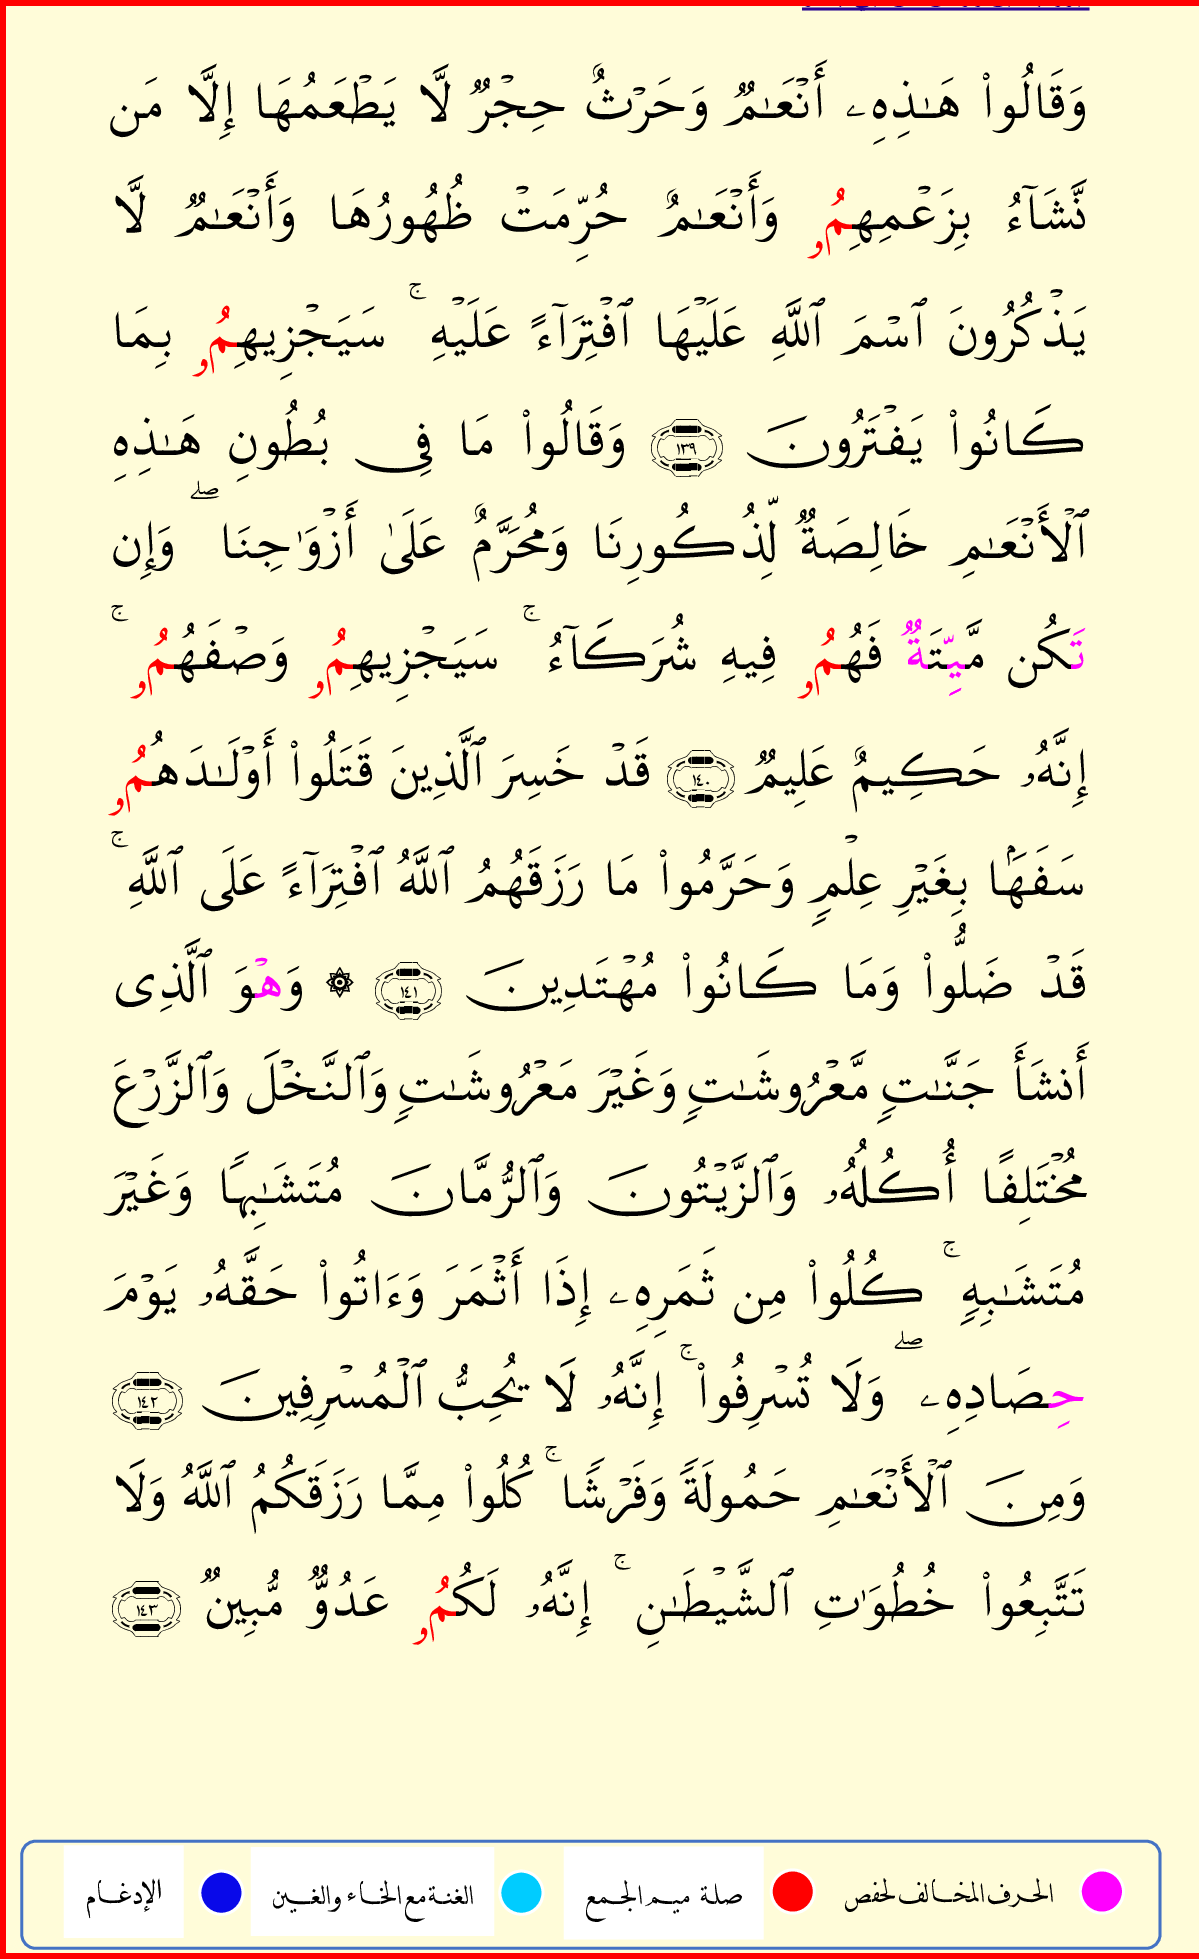 وَقَالُوا۟ هَـٰذِهِۦ أَنْعَـٰمٌ وَحَرْثٌ حِجْرٌ لَّا يَطْعَمُهَا إِلَّا مَن
نَّشَآءُ بِزَعْمِهِمُۥ وَأَنْعَـٰمٌ حُرِّمَتْ ظُهُورُهَا وَأَنْعَـٰمٌ لَّا
يَذْكُرُونَ ٱسْمَ ٱللَّهِ عَلَيْهَا ٱفْتِرَآءً عَلَيْهِ ۚ سَيَجْزِيهِمُۥ بِمَا
كَانُوا۟ يَفْتَرُونَ ١٣٩ وَقَالُوا۟ مَا فِى بُطُونِ هَـٰذِهِ
ٱلْأَنْعَـٰمِ خَالِصَةٌ لِّذُكُورِنَا وَمُحَرَّمٌ عَلَىٰ أَزْوَٰجِنَا ۖ وَإِن
تَكُن مَّيِّتَةٌ فَهُمُۥ فِيهِ شُرَكَآءُ ۚ سَيَجْزِيهِمُۥ وَصْفَهُمُۥ ۚ
إِنَّهُۥ حَكِيمٌ عَلِيمٌ ١٤٠ قَدْ خَسِرَ ٱلَّذِينَ قَتَلُوا۟ أَوْلَـٰدَهُمُۥ
سَفَهًۢا بِغَيْرِ عِلْمٍ وَحَرَّمُوا۟ مَا رَزَقَهُمُ ٱللَّهُ ٱفْتِرَآءً عَلَى ٱللَّهِ ۚ
قَدْ ضَلُّوا۟ وَمَا كَانُوا۟ مُهْتَدِينَ ١٤١ ۞ وَهْوَ ٱلَّذِى
أَنشَأَ جَنَّـٰتٍ مَّعْرُوشَـٰتٍ وَغَيْرَ مَعْرُوشَـٰتٍ وَٱلنَّخْلَ وَٱلزَّرْعَ
مُخْتَلِفًا أُكُلُهُۥ وَٱلزَّيْتُونَ وَٱلرُّمَّانَ مُتَشَـٰبِهًا وَغَيْرَ
مُتَشَـٰبِهٍ ۚ كُلُوا۟ مِن ثَمَرِهِۦ إِذَا أَثْمَرَ وَءَاتُوا۟ حَقَّهُۥ يَوْمَ
حِصَادِهِۦ ۖ وَلَا تُسْرِفُوا۟ ۚ إِنَّهُۥ لَا يُحِبُّ ٱلْمُسْرِفِينَ ١٤٢
وَمِنَ ٱلْأَنْعَـٰمِ حَمُولَةً وَفَرْشًا ۚ كُلُوا۟ مِمَّا رَزَقَكُمُ ٱللَّهُ وَلَا
تَتَّبِعُوا۟ خُطُوَٰتِ ٱلشَّيْطَـٰنِ ۚ إِنَّهُۥ لَكُمُۥ عَدُوٌّ مُّبِينٌ ١٤٣
الحرف المخالف لحفص صلة ميم الجمع الغنة مع الخاء والغين الإدغام